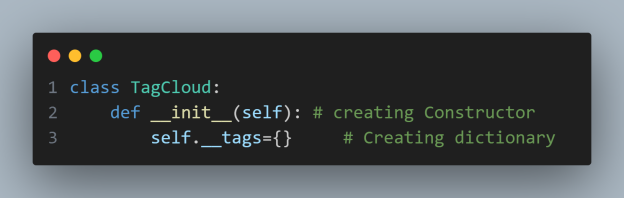 1 class TagCloud:
2     def __init__(self): # creating Constructor
3         self.__tags={}     # Creating dictionary